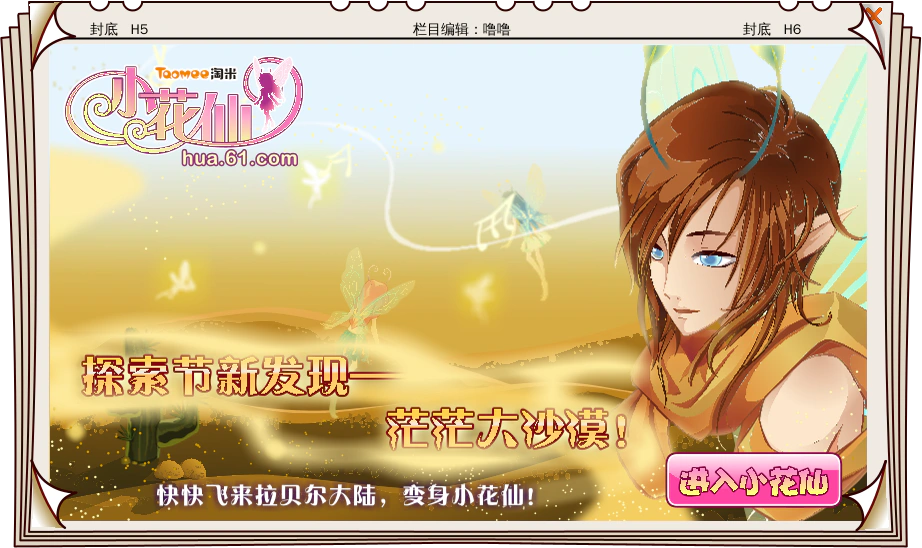 封底 H5
栏目编辑：噜噜
封底 H6
Taomee淘米
小花仙
hua.61.com
探索节新发现——
茫茫大沙漠！
快快飞来拉贝尔大陆，变身小花仙！
进入小花仙